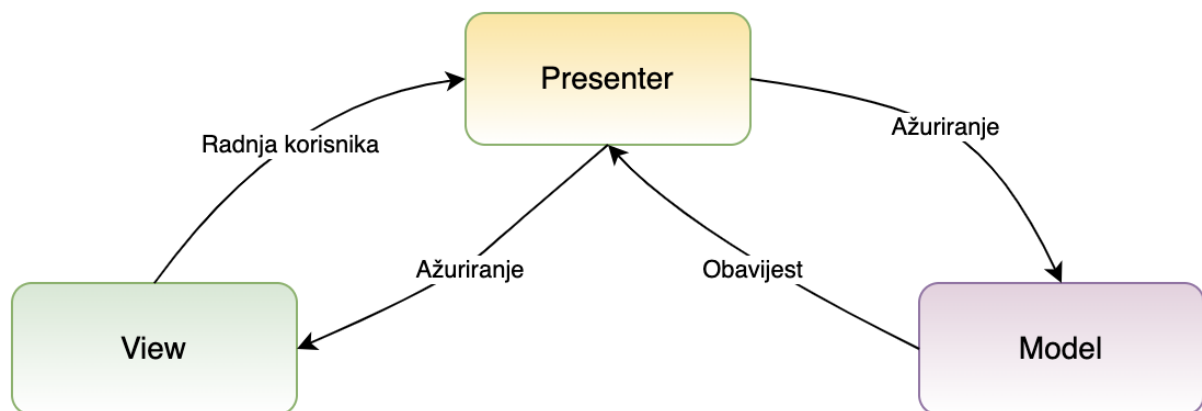 Presenter
Radnja korisnika
Ažuriranje
Ažuriranje
Obavijest
View
Model